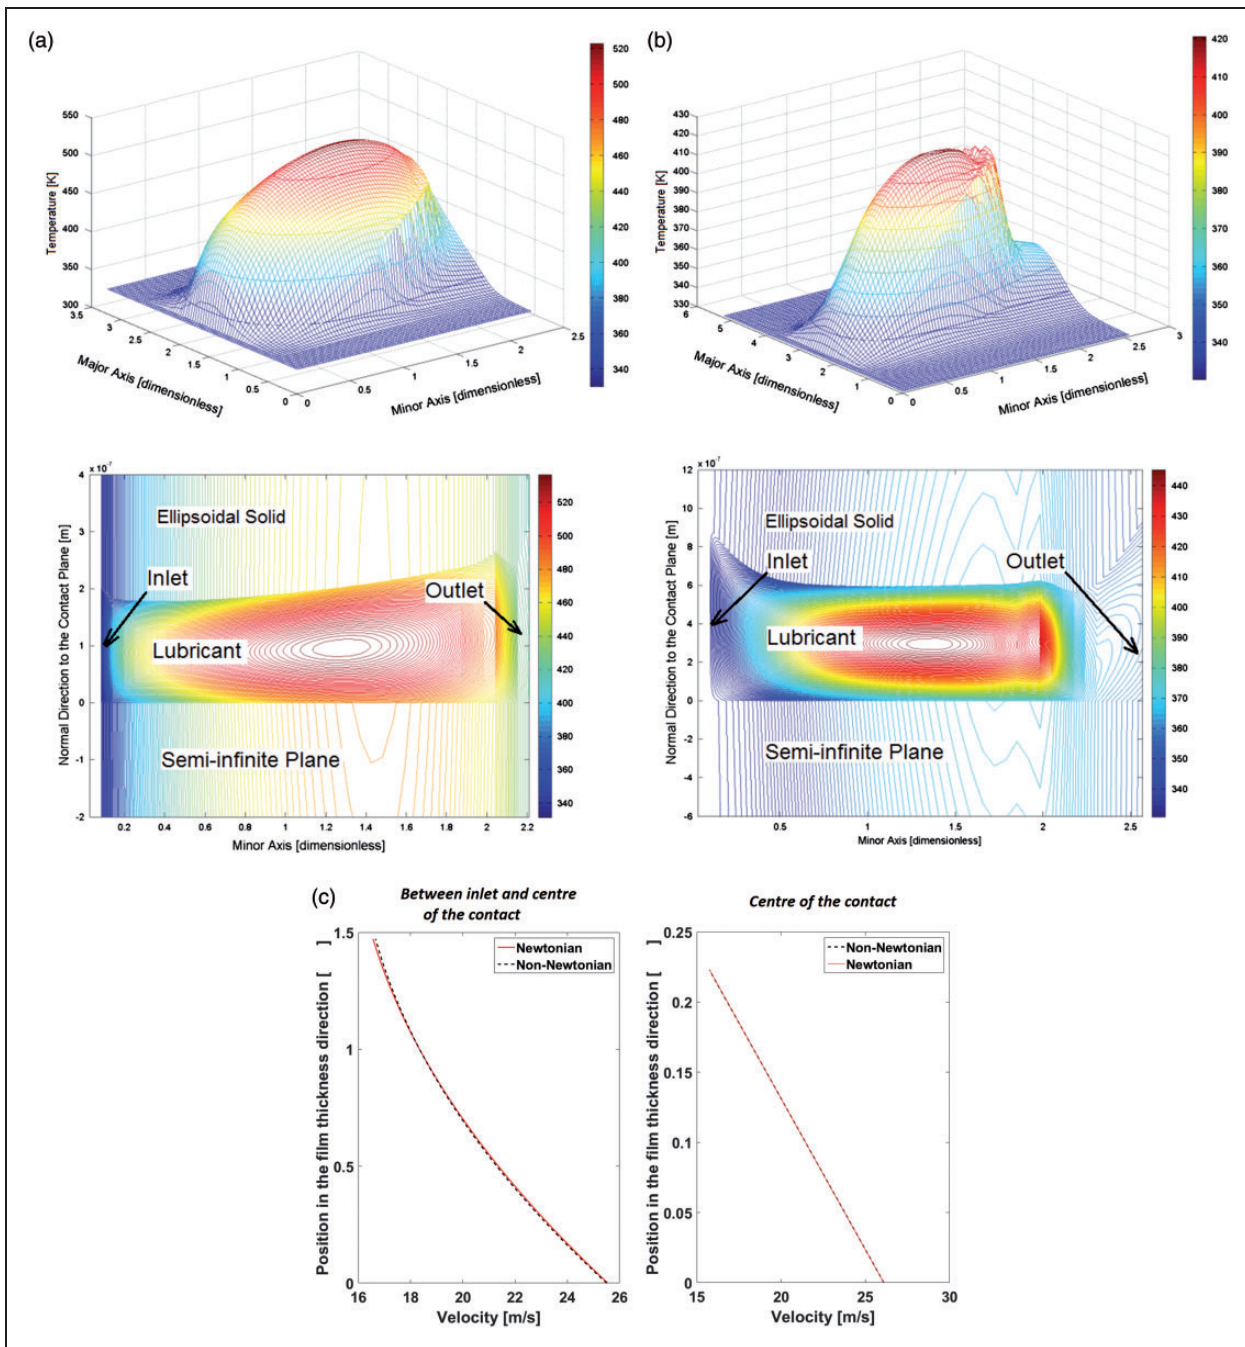 (a)
550
500
450
400
350
300
Temperature [K]
3.5
3
2.5
2
1.5
1
0.5
0
Major Axis [dimensionless]
0
0.5
1
1.5
2
2.5
Minor Axis [dimensionless]
520
500
480
460
440
420
400
380
360
340
(b)
430
420
410
400
390
380
370
360
350
340
330
Temperature [K]
6
5
4
3
2
1
0
Major Axis [dimensionless]
0
0.5
1
1.5
2
2.5
3
Minor Axis [dimensionless]
420
410
400
390
380
370
360
350
340
x 10⁻⁷
4
3
2
1
0
-1
-2
Normal Direction to the Contact Plane [m]
Ellipsoidal Solid
Inlet
Outlet
Lubricant
Semi-infinite Plane
0.2 0.4 0.6 0.8 1 1.2 1.4 1.6 1.8 2 2.2
Minor Axis [dimensionless]
520
500
480
460
440
420
400
380
360
340
x 10⁻⁷
12
10
8
6
4
2
0
-2
-4
-6
Normal Direction to the Contact Plane [m]
Ellipsoidal Solid
Inlet
Outlet
Lubricant
Semi-infinite Plane
0.5 1 1.5 2 2.5
Minor Axis [dimensionless]
440
430
420
410
400
390
380
370
360
350
340
(c)
Between inlet and centre
of the contact
1.5
1
0.5
0
Position in the film thickness direction [ ]
Newtonian
Non-Newtonian
16 18 20 22 24 26
Velocity [m/s]
Centre of the contact
0.25
0.2
0.15
0.1
0.05
0
Position in the film thickness direction [ ]
Non-Newtonian
Newtonian
15 20 25 30
Velocity [m/s]